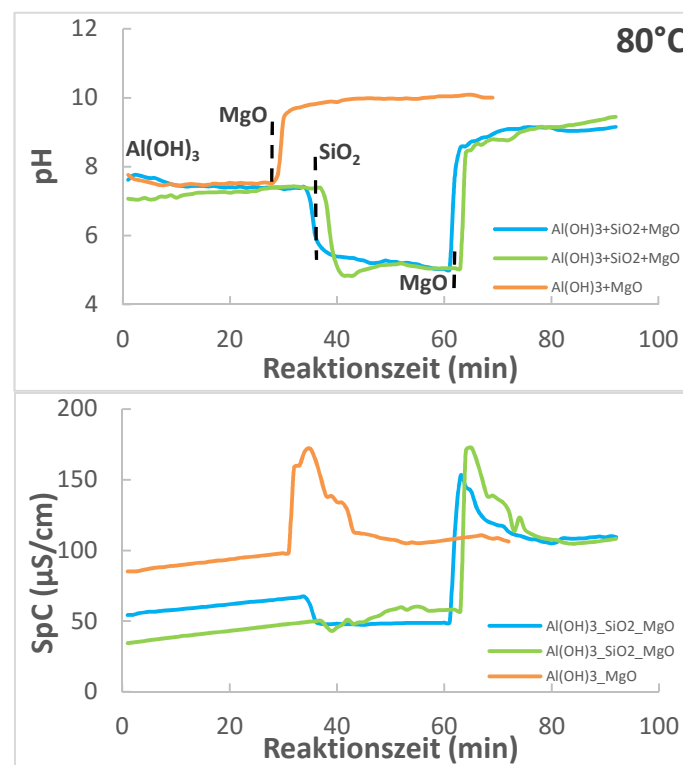 12
80°C
10
MgO
SiO2
Al(OH)3
8
pH
6
Al(OH)3+SiO2+MgO
Al(OH)3+SiO2+MgO
MgO
Al(OH)3+MgO
4
0 20 40 60 80 100
Reaktionszeit (min)
200
150
SpC (µS/cm)
100
50
Al(OH)3_SiO2_MgO
Al(OH)3_SiO2_MgO
Al(OH)3_MgO
0
0 20 40 60 80 100
Reaktionszeit (min)